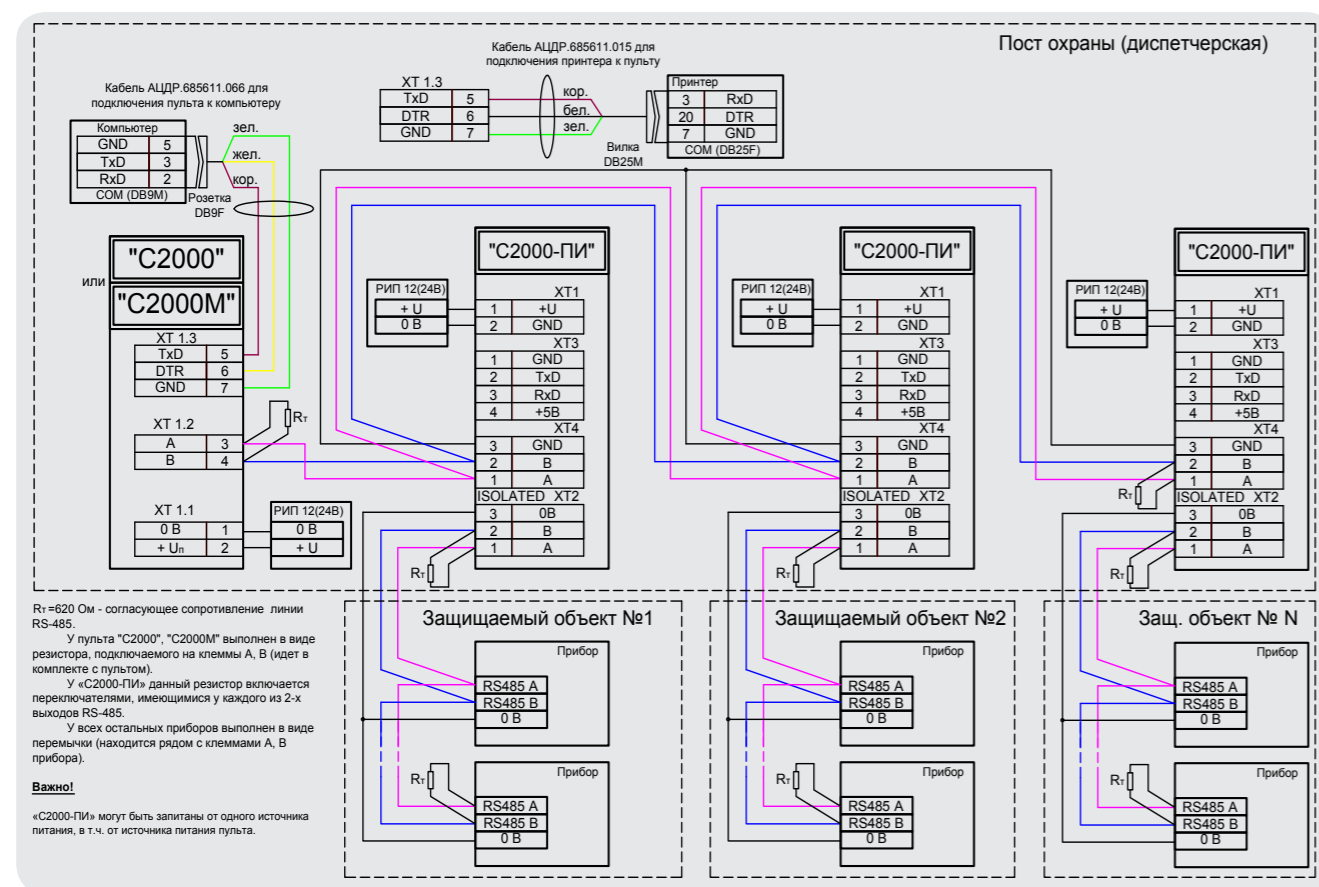 Пост охраны (диспетчерская)
Кабель АЦДР.685611.015 для
подключения принтера к пульту
Кабель АЦДР.685611.066 для
подключения пульта к компьютеру
XT 1.3
TxD 5
DTR 6
GND 7
кор.
бел.
зел.
Вилка
DB25M
Принтер
3 RxD
20 DTR
7 GND
COM (DB25F)
Компьютер
GND 5
TxD 3
RxD 2
COM (DB9M)
зел.
жел.
кор.
Розетка
DB9F
"С2000"
или
"С2000М"
XT 1.3
TxD 5
DTR 6
GND 7
XT 1.2
A 3
B 4
Rт
XT 1.1
0 В 1
+ Uп 2
РИП 12(24В)
0 В
+ U
"С2000-ПИ"
РИП 12(24В)
+ U
0 В
XT1
1 +U
2 GND
XT3
1 GND
2 TxD
3 RxD
4 +5В
XT4
3 GND
2 B
1 A
ISOLATED XT2
3 0В
2 B
1 A
Rт
"С2000-ПИ"
РИП 12(24В)
+ U
0 В
XT1
1 +U
2 GND
XT3
1 GND
2 TxD
3 RxD
4 +5В
XT4
3 GND
2 B
1 A
ISOLATED XT2
3 0В
2 B
1 A
Rт
"С2000-ПИ"
РИП 12(24В)
+ U
0 В
XT1
1 +U
2 GND
XT3
1 GND
2 TxD
3 RxD
4 +5В
XT4
3 GND
2 B
1 A
Rт
ISOLATED XT2
3 0В
2 B
1 A
Rт
Rт=620 Ом - согласующее сопротивление линии
RS-485.
У пульта "С2000", "С2000М" выполнен в виде
резистора, подключаемого на клеммы А, В (идет в
комплекте с пультом).
У «С2000-ПИ» данный резистор включается
переключателями, имеющимися у каждого из 2-х
выходов RS-485.
У всех остальных приборов выполнен в виде
перемычки (находится рядом с клеммами А, В
прибора).
Важно!
«С2000-ПИ» могут быть запитаны от одного источника
питания, в т.ч. от источника питания пульта.
Защищаемый объект №1
Прибор
RS485 A
RS485 B
0 В
Прибор
Rт
RS485 A
RS485 B
0 В
Защищаемый объект №2
Прибор
RS485 A
RS485 B
0 В
Прибор
Rт
RS485 A
RS485 B
0 В
Защ. объект № N
Прибор
RS485 A
RS485 B
0 В
Прибор
Rт
RS485 A
RS485 B
0 В